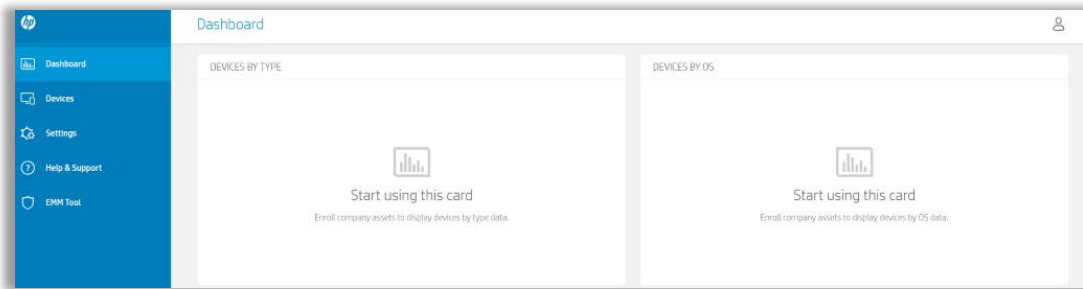 hp
Dashboard
Dashboard
Devices
Settings
Help & Support
EMM Tool
DEVICES BY TYPE
Start using this card
Enroll company assets to display devices by type data.
DEVICES BY OS
Start using this card
Enroll company assets to display devices by OS data.